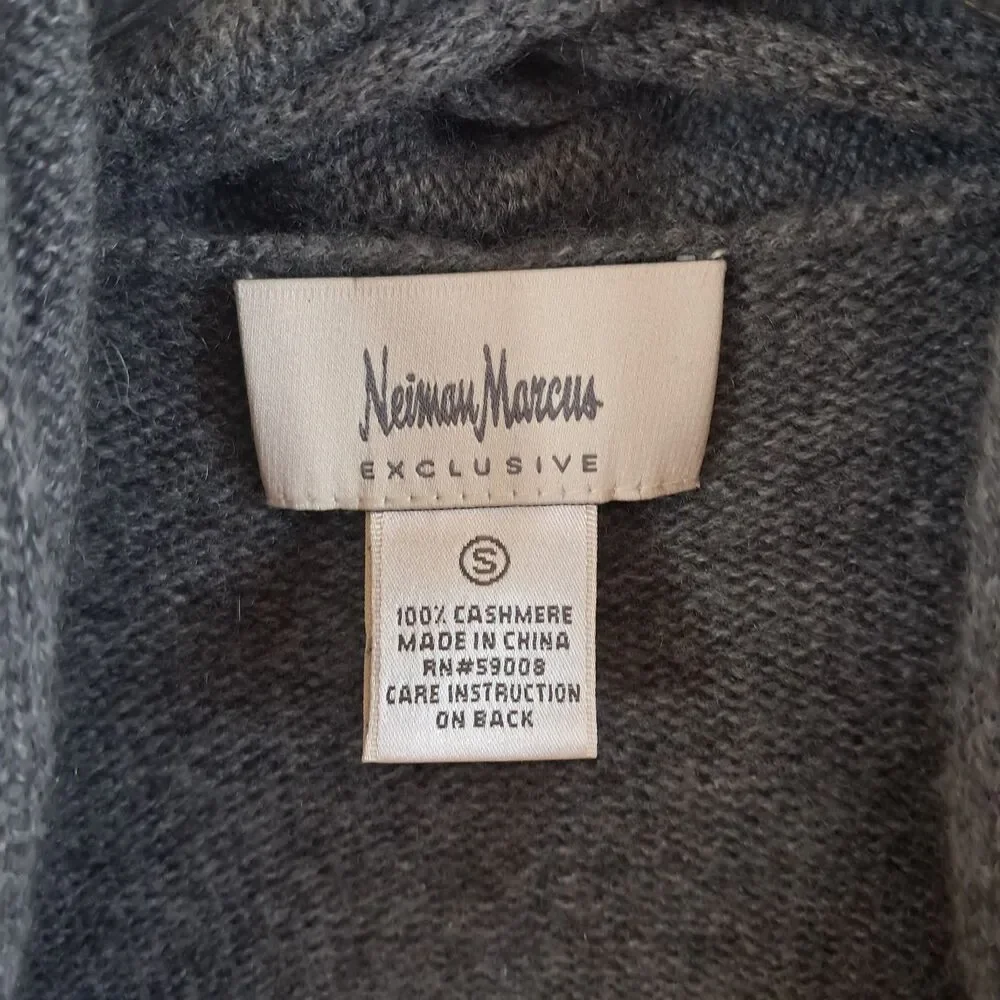 Neiman Marcus
EXCLUSIVE
S
100% CASHMERE
MADE IN CHINA
RN#59008
CARE INSTRUCTION
ON BACK